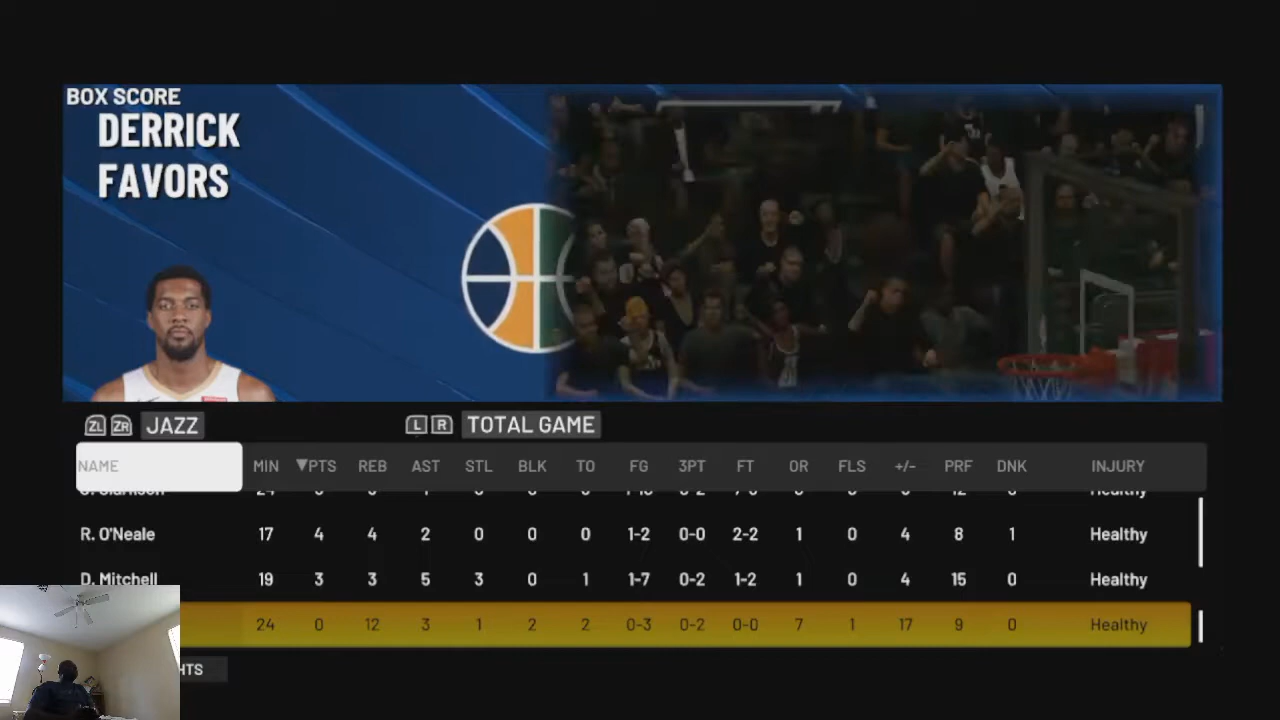 BOX SCORE
DERRICK
FAVORS
ZL ZR JAZZ L R TOTAL GAME
NAME MIN ▼PTS REB AST STL BLK TO FG 3PT FT OR FLS +/- PRF DNK INJURY
R. O'Neale 17 4 4 2 0 0 0 1-2 0-0 2-2 1 0 4 8 1 Healthy
D. Mitchell 19 3 3 5 3 0 1 1-7 0-2 1-2 1 0 4 15 0 Healthy
24 0 12 3 1 2 2 0-3 0-2 0-0 7 1 17 9 0 Healthy
HTS